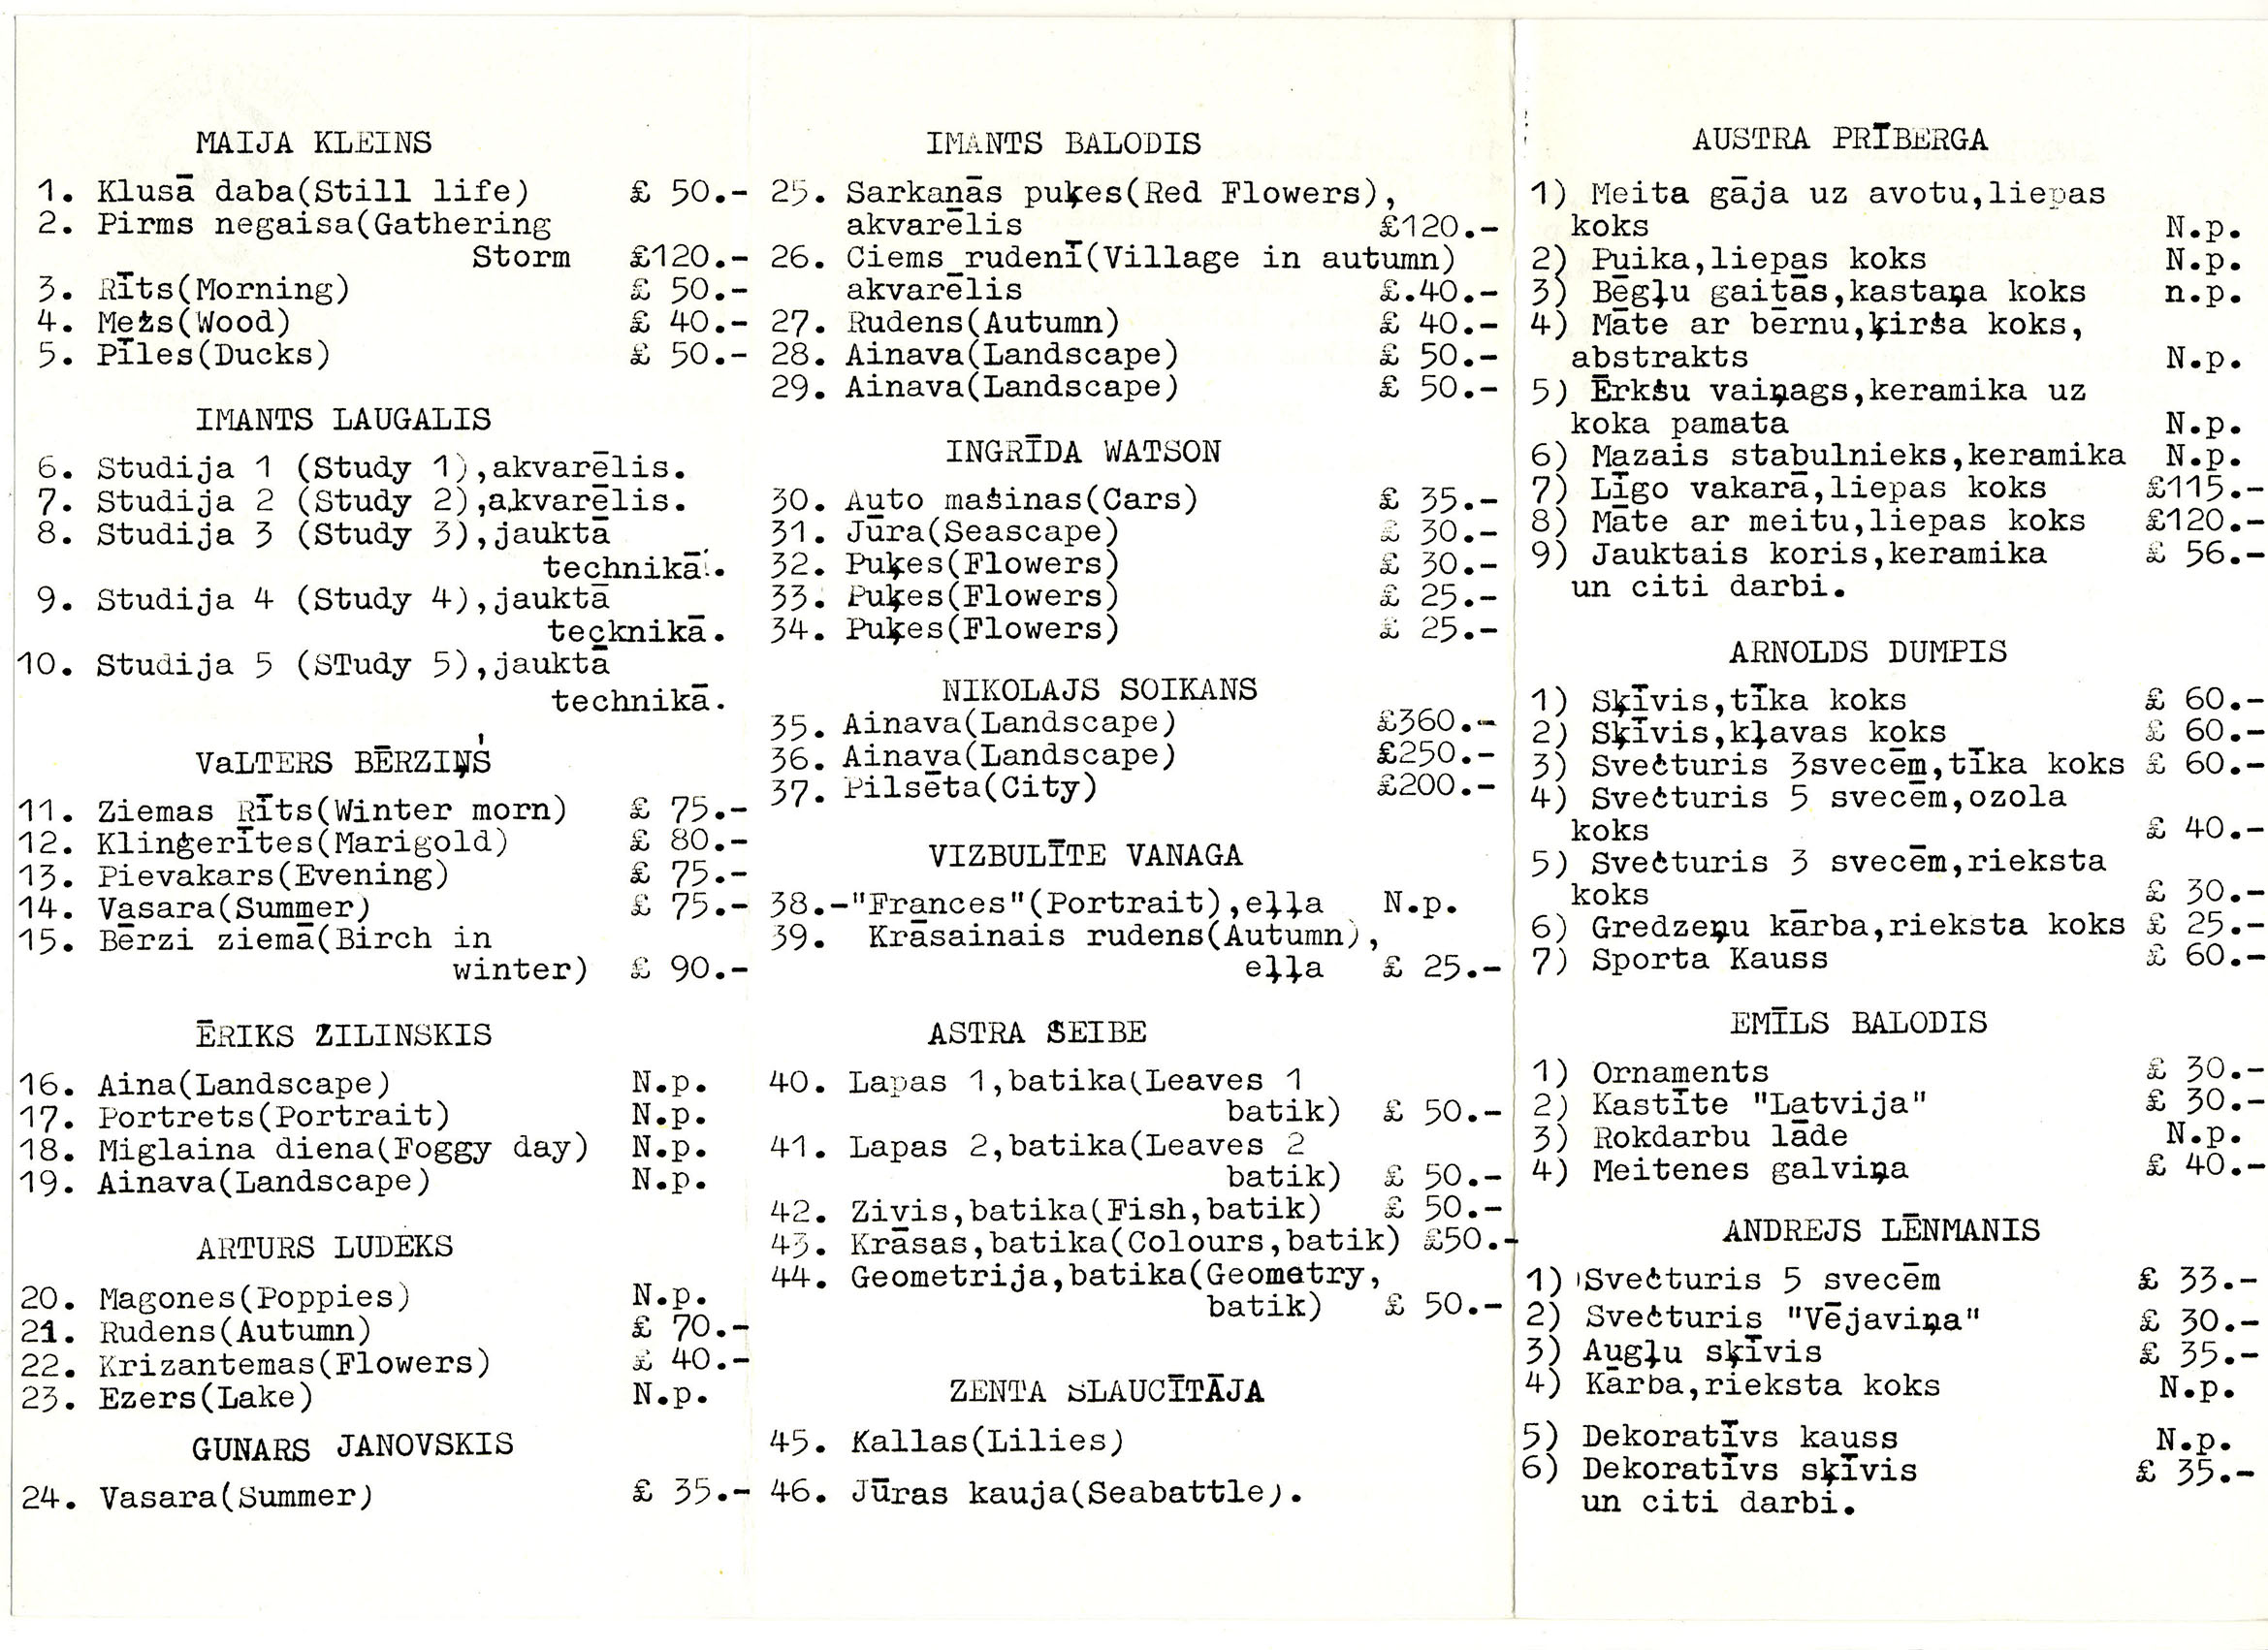 MAIJA KLEINS
1. Klusā daba(Still life) £ 50.-
2. Pirms negaisa(Gathering
Storm £120.-
3. Rīts(Morning) £ 50.-
4. Mežs(Wood) £ 40.-
5. Pīles(Ducks) £ 50.-
IMANTS LAUGALIS
6. Studija 1 (Study 1),akvarēlis.
7. Studija 2 (Study 2),akvarēlis.
8. Studija 3 (Study 3),jauktā
technikā.
9. Studija 4 (Study 4),jauktā
tecknikā.
10. Studija 5 (STudy 5),jauktā
technikā.
VaLTERS BĒRZIŅŠ
11. Ziemas Rīts(Winter morn) £ 75.-
12. Klinģerītes(Marigold) £ 80.-
13. Pievakars(Evening) £ 75.-
14. Vasara(Summer) £ 75.-
15. Bērzi ziemā(Birch in
winter) £ 90.-
ĒRIKS ZILINSKIS
16. Aina(Landscape) N.p.
17. Portrets(Portrait) N.p.
18. Miglaina diena(Foggy day) N.p.
19. Ainava(Landscape) N.p.
ARTURS LUDĒKS
20. Magones(Poppies) N.p.
21. Rudens(Autumn) £ 70.-
22. Krizantemas(Flowers) £ 40.-
23. Ezers(Lake) N.p.
GUNARS JANOVSKIS
24. Vasara(Summer) £ 35.-
IMANTS BALODIS
25. Sarkanās puķes(Red Flowers),
akvarēlis £120.-
26. Ciems rudenī(Village in autumn)
akvarēlis £.40.-
27. Rudens(Autumn) £ 40.-
28. Ainava(Landscape) £ 50.-
29. Ainava(Landscape) £ 50.-
INGRĪDA WATSON
30. Auto mašinas(Cars) £ 35.-
31. Jūra(Seascape) £ 30.-
32. Puķes(Flowers) £ 30.-
33. Puķes(Flowers) £ 25.-
34. Puķes(Flowers) £ 25.-
NIKOLAJS SOIKANS
35. Ainava(Landscape) £360.-
36. Ainava(Landscape) £250.-
37. Pilsēta(City) £200.-
VIZBULĪTE VANAGA
38.-"Frances"(Portrait),eļļa N.p.
39. Krāsainais rudens(Autumn),
eļļa £ 25.-
ASTRA SEIBE
40. Lapas 1,batika(Leaves 1
batik) £ 50.-
41. Lapas 2,batika(Leaves 2
batik) £ 50.-
42. Zivis,batika(Fish,batik) £ 50.-
43. Krāsas,batika(Colours,batik) £50.-
44. Geometrija,batika(Geometry,
batik) £ 50.-
ZENTA SLAUCĪTĀJA
45. Kallas(Lilies)
46. Jūras kauja(Seabattle).
AUSTRA PRĪBERGA
1) Meita gāja uz avotu,liepas
koks N.p.
2) Puika,liepas koks N.p.
3) Bēgļu gaitās,kastaņa koks n.p.
4) Māte ar bērnu,ķirša koks,
abstrakts N.p.
5) Ērkšu vaiņags,keramika uz
koka pamata N.p.
6) Mazais stabulnieks,keramika N.p.
7) Līgo vakarā,liepas koks £115.-
8) Māte ar meitu,liepas koks £120.-
9) Jauktais koris,keramika £ 56.-
un citi darbi.
ARNOLDS DUMPIS
1) Sķīvis,tīka koks £ 60.-
2) Sķīvis,kļavas koks £ 60.-
3) Svečturis 3svecēm,tīka koks £ 60.-
4) Svečturis 5 svecēm,ozola
koks £ 40.-
5) Svečturis 3 svecēm,rieksta
koks £ 30.-
6) Gredzeņu kārba,rieksta koks £ 25.-
7) Sporta Kauss £ 60.-
EMĪLS BALODIS
1) Ornaments £ 30.-
2) Kastīte "Latvija" £ 30.-
3) Rokdarbu lāde N.p.
4) Meitenes galviņa £ 40.-
ANDREJS LĒNMANIS
1) Svečturis 5 svecēm £ 33.-
2) Svečturis "Vējaviņa" £ 30.-
3) Augļu sķīvis £ 35.-
4) Kārba,rieksta koks N.p.
5) Dekoratīvs kauss N.p.
6) Dekoratīvs sķīvis £ 35.-
un citi darbi.